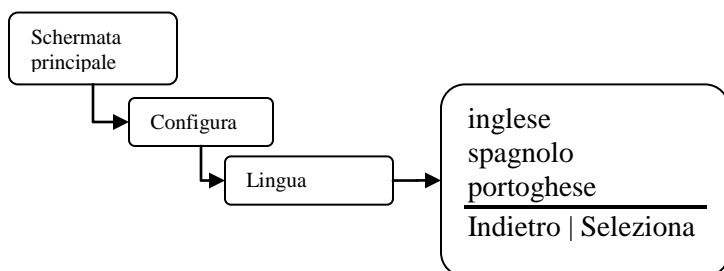 Schermata
principale
Configura
Lingua
inglese
spagnolo
portoghese
Indietro | Seleziona